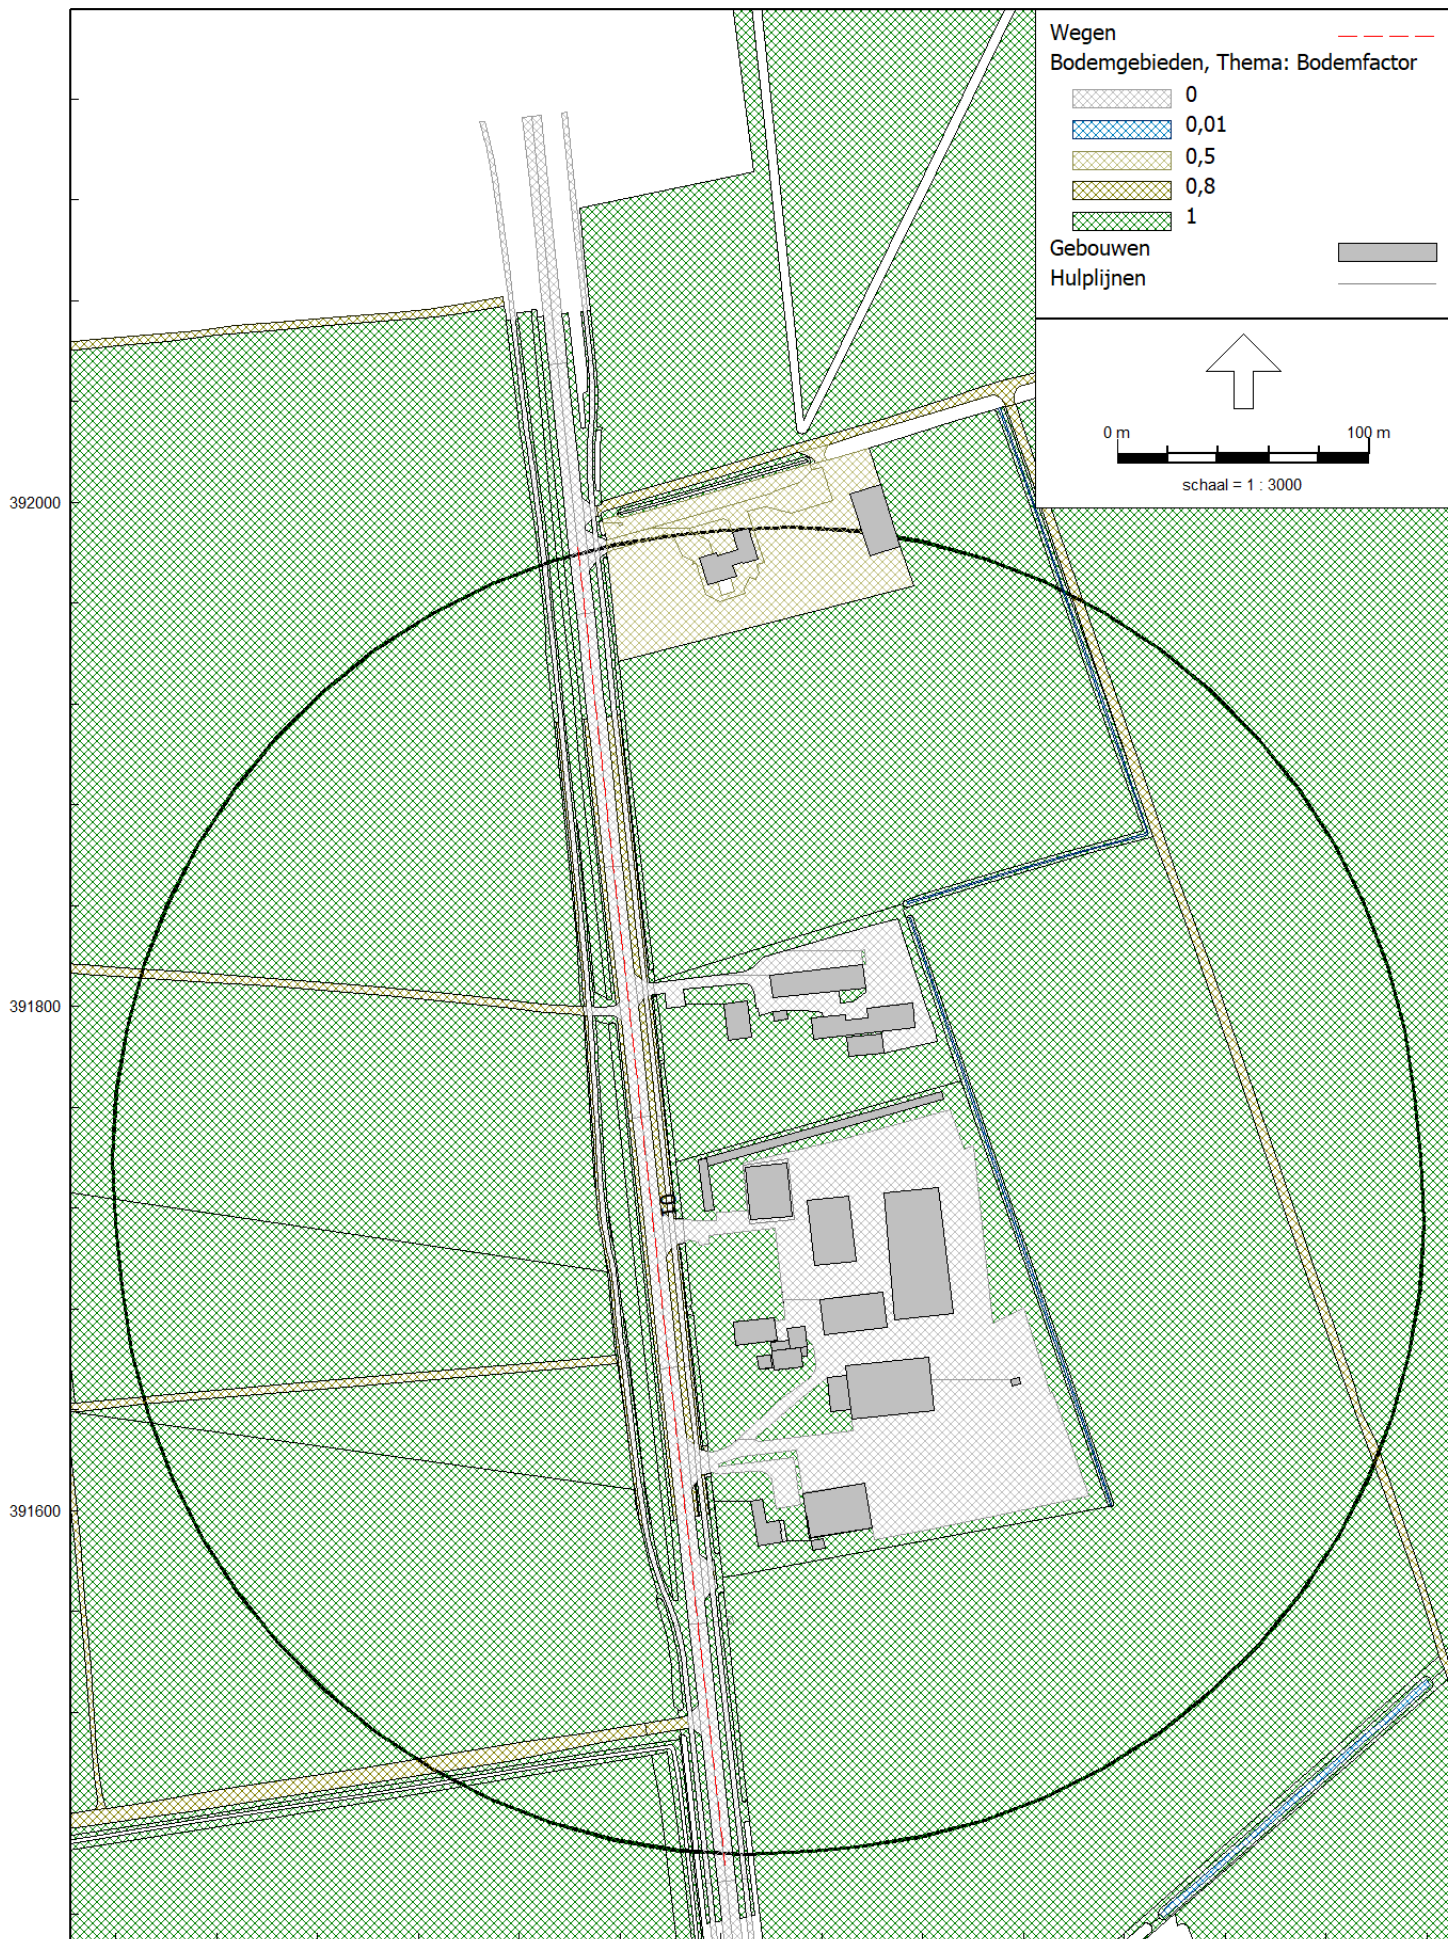 Wegen
Bodemgebieden, Thema: Bodemfactor
0
0,01
0,5
0,8
1
Gebouwen
Hulplijnen
0 m 100 m
schaal = 1 : 3000
392000
391800
01
391600